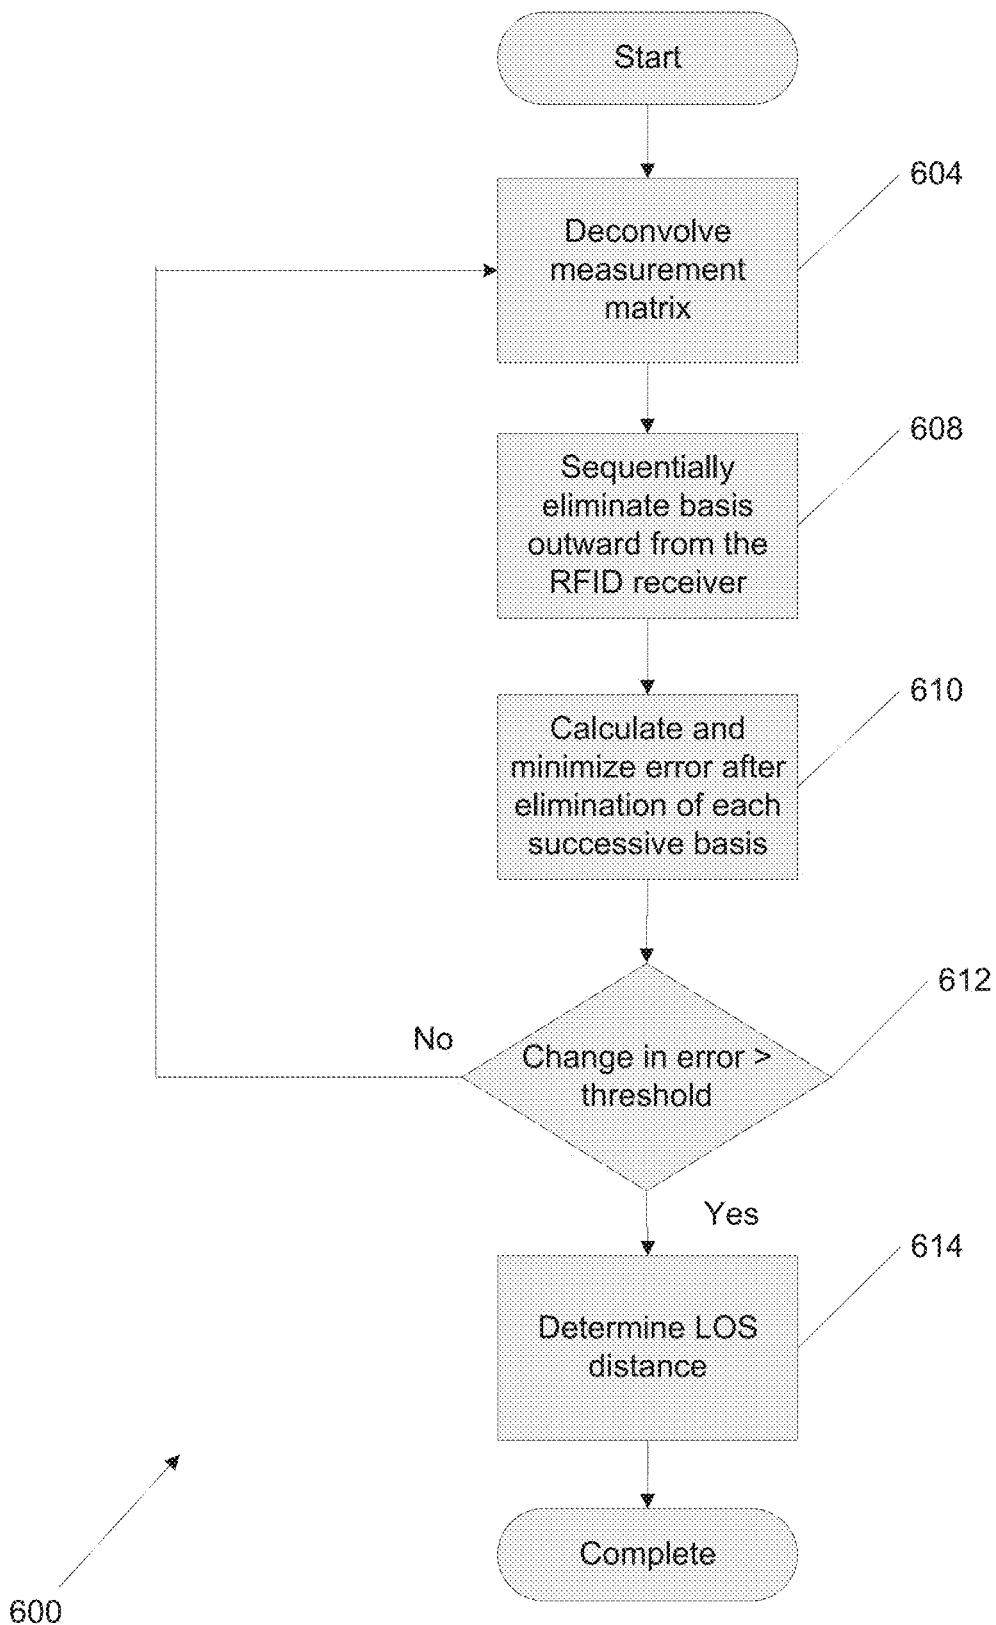 Start
604
Deconvolve
measurement
matrix
608
Sequentially
eliminate basis
outward from the
RFID receiver
610
Calculate and
minimize error after
elimination of each
successive basis
612
No
Change in error >
threshold
Yes
614
Determine LOS
distance
Complete
600